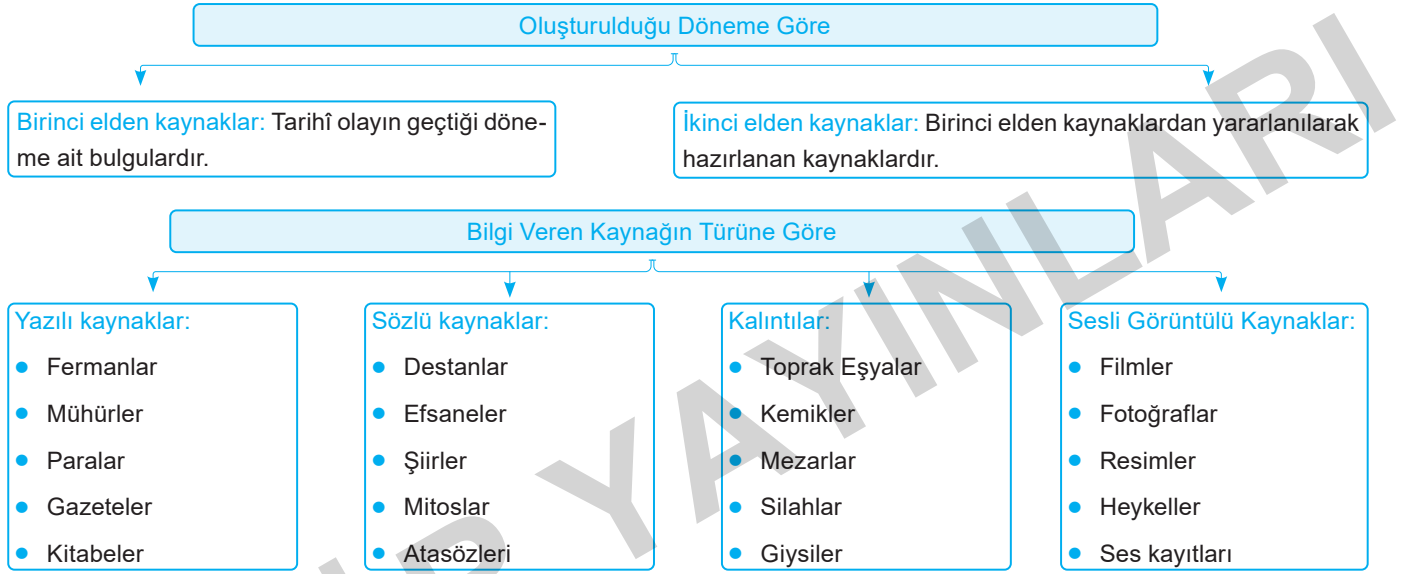 Oluşturulduğu Döneme Göre
Birinci elden kaynaklar: Tarihî olayın geçtiği döne-
me ait bulgulardır.
İkinci elden kaynaklar: Birinci elden kaynaklardan yararlanılarak
hazırlanan kaynaklardır.
Bilgi Veren Kaynağın Türüne Göre
Yazılı kaynaklar:
Fermanlar
Mühürler
Paralar
Gazeteler
Kitabeler
Sözlü kaynaklar:
Destanlar
Efsaneler
Şiirler
Mitoslar
Atasözleri
Kalıntılar:
Toprak Eşyalar
Kemikler
Mezarlar
Silahlar
Giysiler
Sesli Görüntülü Kaynaklar:
Filmler
Fotoğraflar
Resimler
Heykeller
Ses kayıtları
YAYINLARI